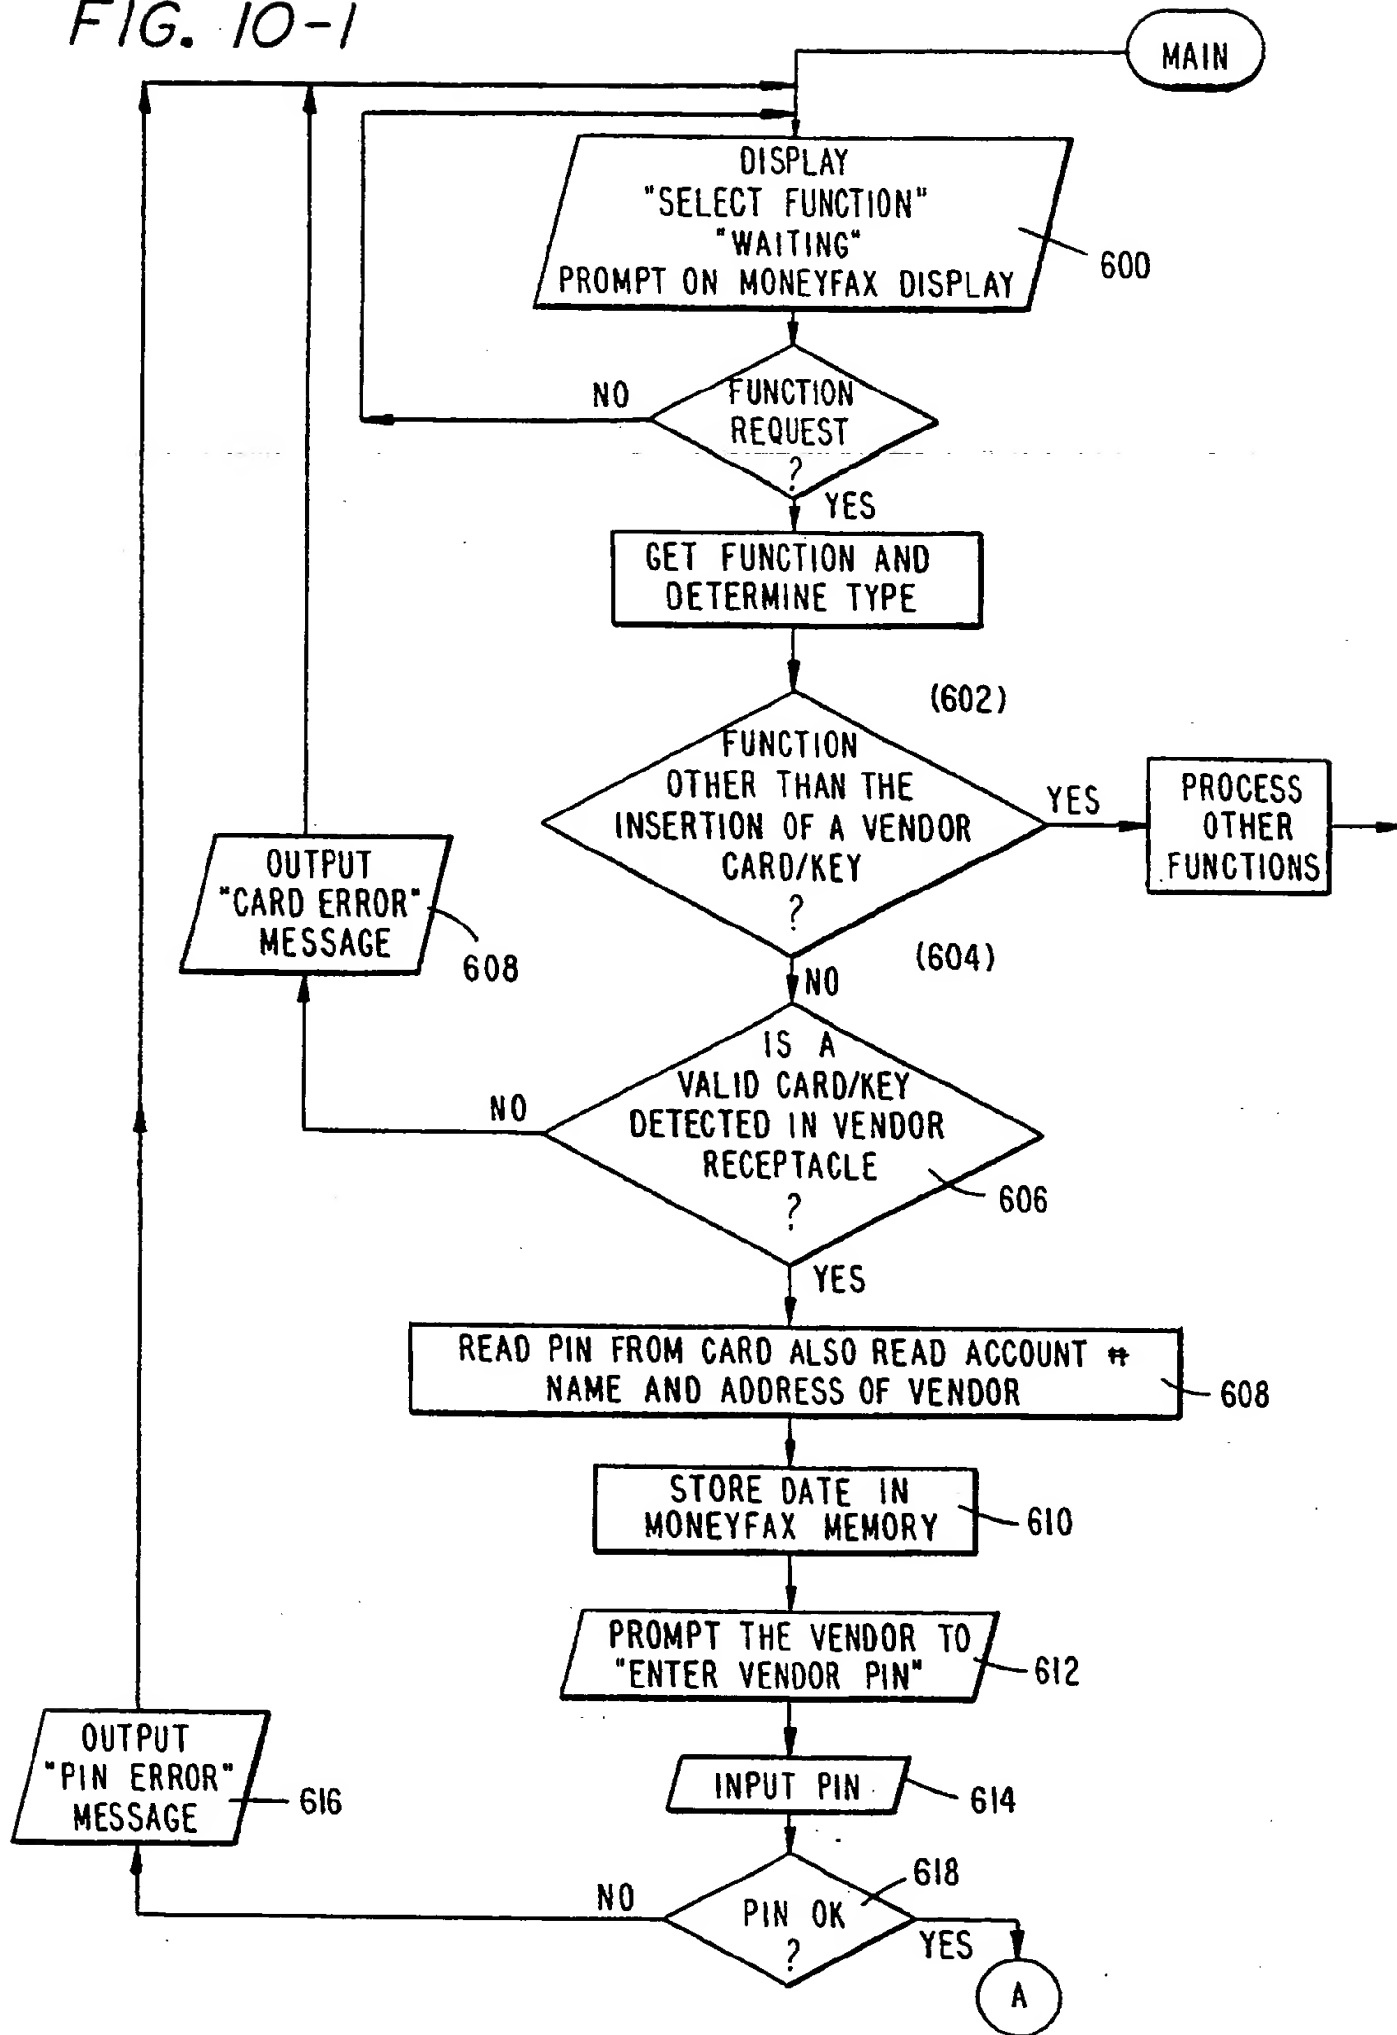 FIG. 10-1
MAIN
DISPLAY
"SELECT FUNCTION"
"WAITING"
PROMPT ON MONEYFAX DISPLAY
600
NO
FUNCTION
REQUEST
?
YES
GET FUNCTION AND
DETERMINE TYPE
(602)
FUNCTION
OTHER THAN THE
INSERTION OF A VENDOR
CARD/KEY
?
YES
PROCESS
OTHER
FUNCTIONS
OUTPUT
"CARD ERROR"
MESSAGE
608
(604)
NO
IS A
VALID CARD/KEY
DETECTED IN VENDOR
RECEPTACLE
?
NO
606
YES
READ PIN FROM CARD ALSO READ ACCOUNT #
NAME AND ADDRESS OF VENDOR
608
STORE DATE IN
MONEYFAX MEMORY
610
PROMPT THE VENDOR TO
"ENTER VENDOR PIN"
612
OUTPUT
"PIN ERROR"
MESSAGE
616
INPUT PIN
614
618
NO
PIN OK
?
YES
A